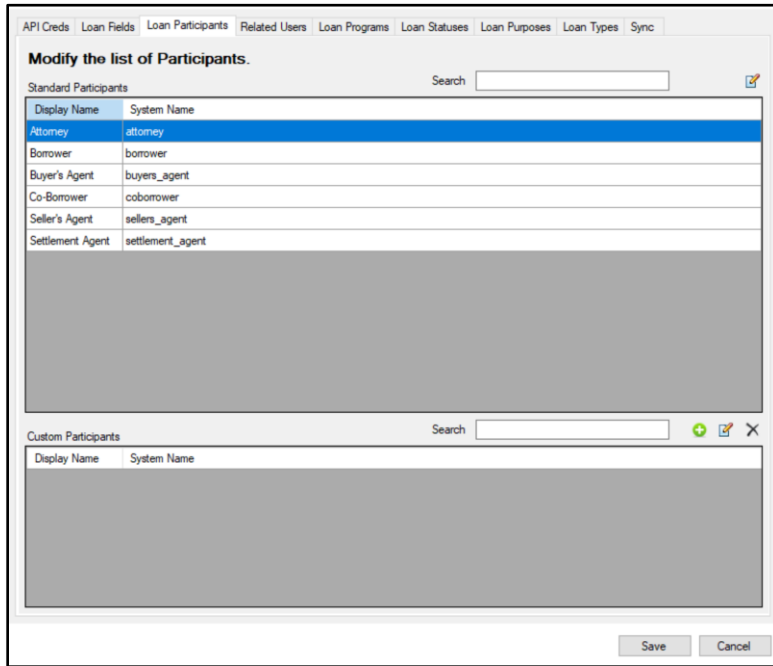 API Creds Loan Fields Loan Participants Related Users Loan Programs Loan Statuses Loan Purposes Loan Types Sync
Modify the list of Participants.
Standard Participants Search
Display Name System Name
Attorney attorney
Borrower borrower
Buyer's Agent buyers_agent
Co-Borrower coborrower
Seller's Agent sellers_agent
Settlement Agent settlement_agent
Custom Participants Search
Display Name System Name
Save Cancel